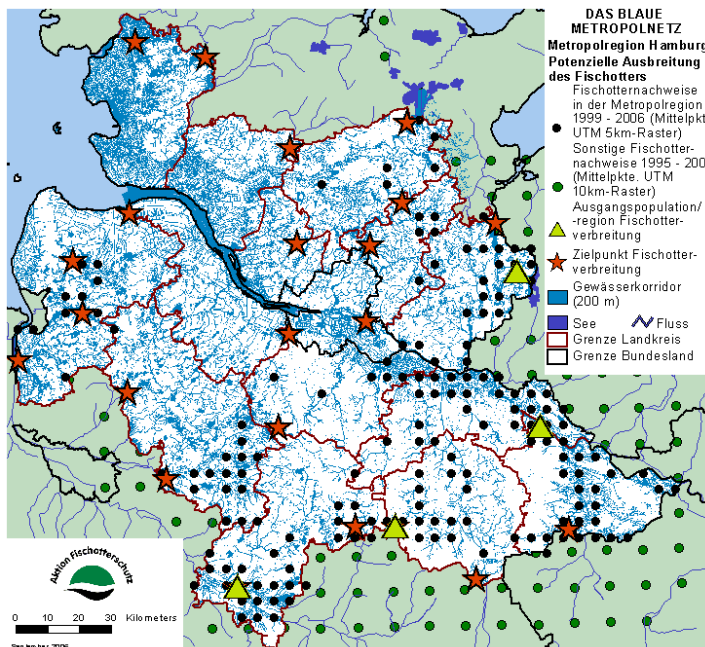 DAS BLAUE
METROPOLNETZ
Metropolregion Hamburg
Potenzielle Ausbreitung
des Fischotters
Fischotternachweise
in der Metropolregion
1999 - 2006 (Mittelpkt
UTM 5km-Raster)
Sonstige Fischotter-
nachweise 1995 - 200
(Mittelpkte. UTM
10km-Raster)
Ausgangspopulation/
-region Fischotter-
verbreitung
Zielpunkt Fischotter-
verbreitung
Gewässerkorridor
(200 m)
See Fluss
Grenze Landkreis
Grenze Bundesland
Aktion Fischotterschutz
0 10 20 30 Kilometers
September 2006